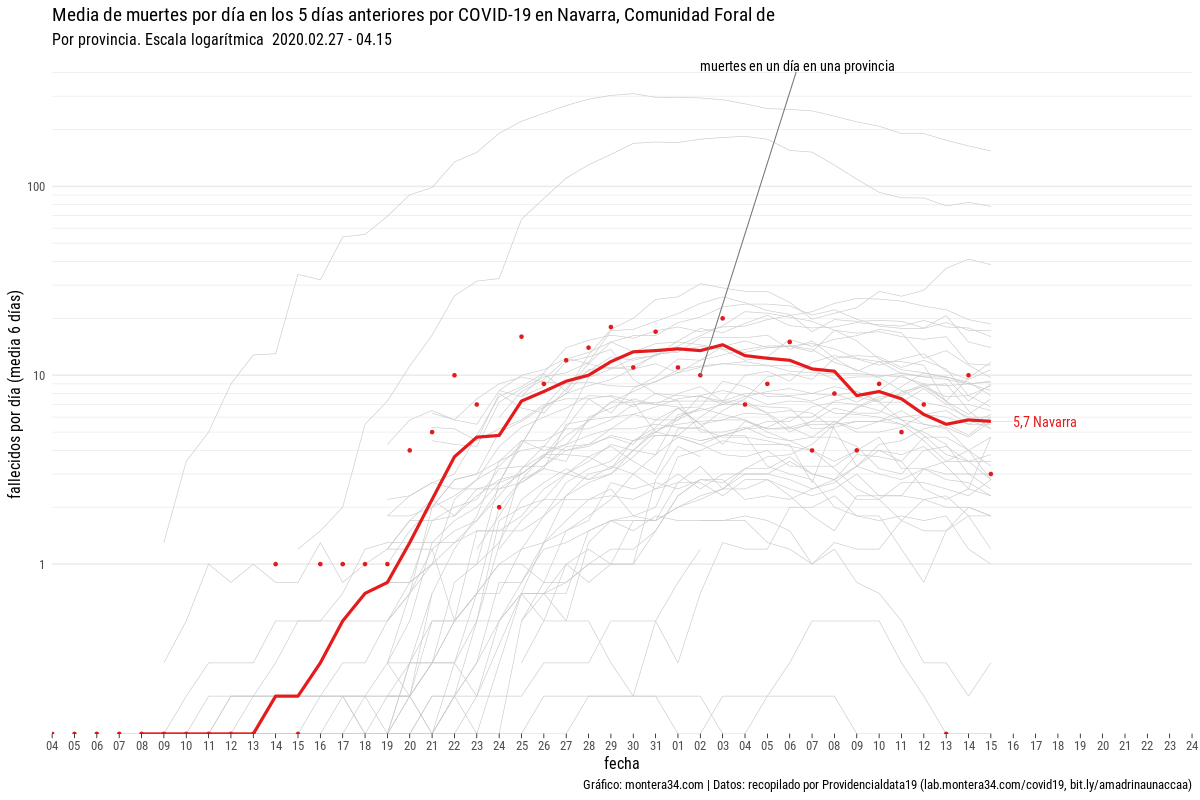 Media de muertes por día en los 5 días anteriores por COVID-19 en Navarra, Comunidad Foral de
Por provincia. Escala logarítmica 2020.02.27 - 04.15
muertes en un día en una provincia
fallecidos por día (media 6 días)
100
10
1
5,7 Navarra
04 05 06 07 08 09 10 11 12 13 14 15 16 17 18 19 20 21 22 23 24 25 26 27 28 29 30 31 01 02 03 04 05 06 07 08 09 10 11 12 13 14 15 16 17 18 19 20 21 22 23 24
fecha
Gráfico: montera34.com | Datos: recopilado por Providencialdata19 (lab.montera34.com/covid19, bit.ly/amadrinaunaccaa)